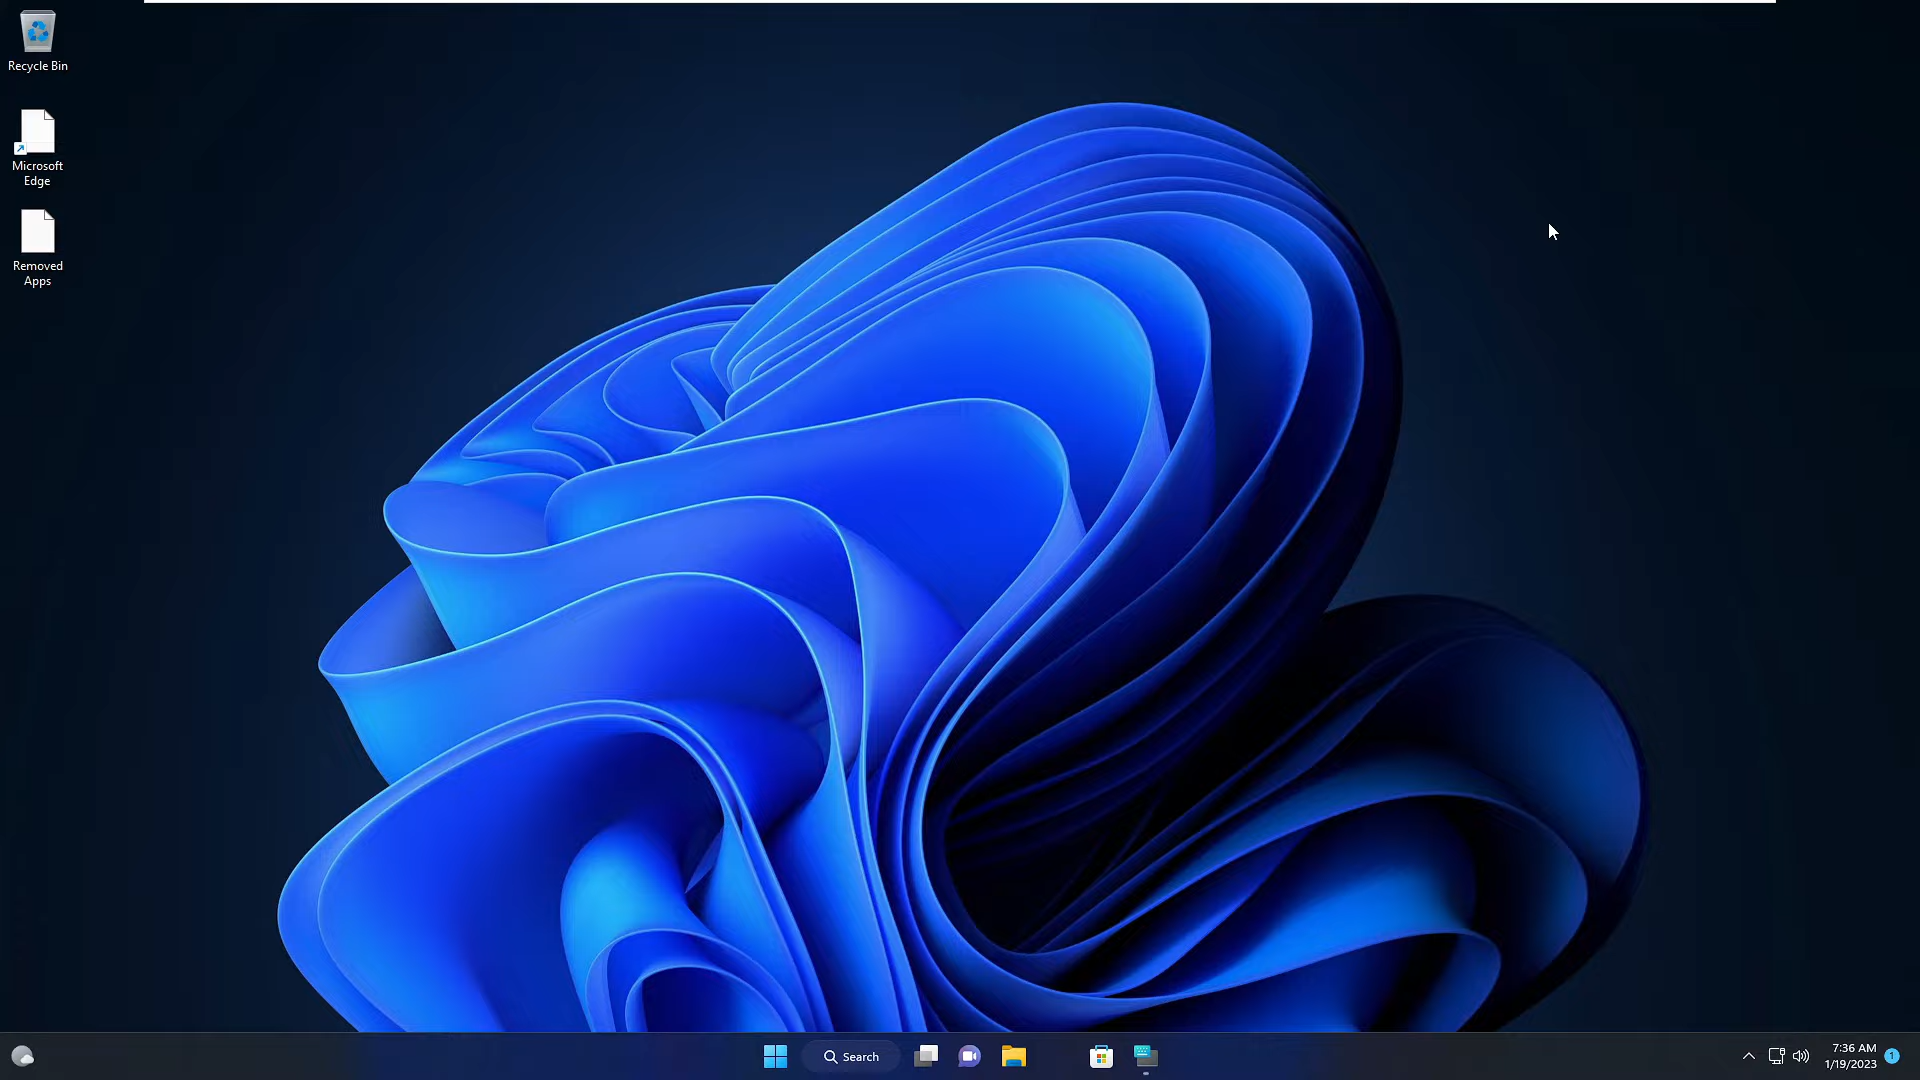 Recycle Bin
Microsoft
Edge
Removed
Apps
Search
7:36 AM
1/19/2023
1